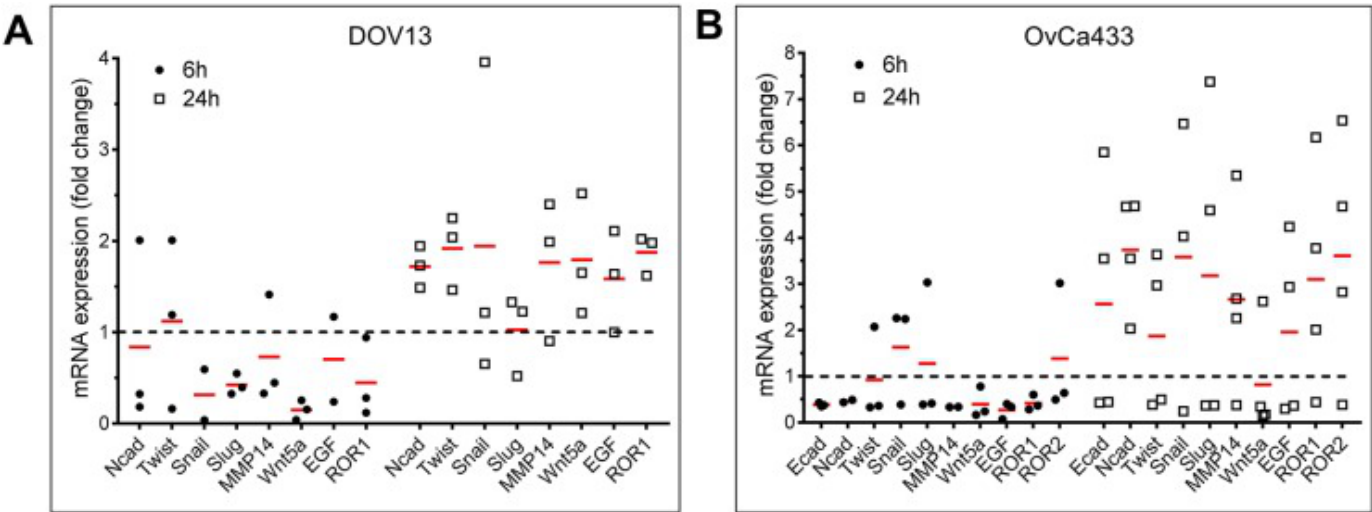 A
DOV13
mRNA expression (fold change)
4
3
2
1
0
6h
24h
Ncad
Twist
Snail
Slug
MMP14
Wnt5a
EGF
ROR1
Ncad
Twist
Snail
Slug
MMP14
Wnt5a
EGF
ROR1
B
OvCa433
mRNA expression (fold change)
8
7
6
5
4
3
2
1
0
6h
24h
Ecad
Ncad
Twist
Snail
Slug
MMP14
Wnt5a
EGF
ROR1
ROR2
Ecad
Ncad
Twist
Snail
Slug
MMP14
Wnt5a
EGF
ROR1
ROR2